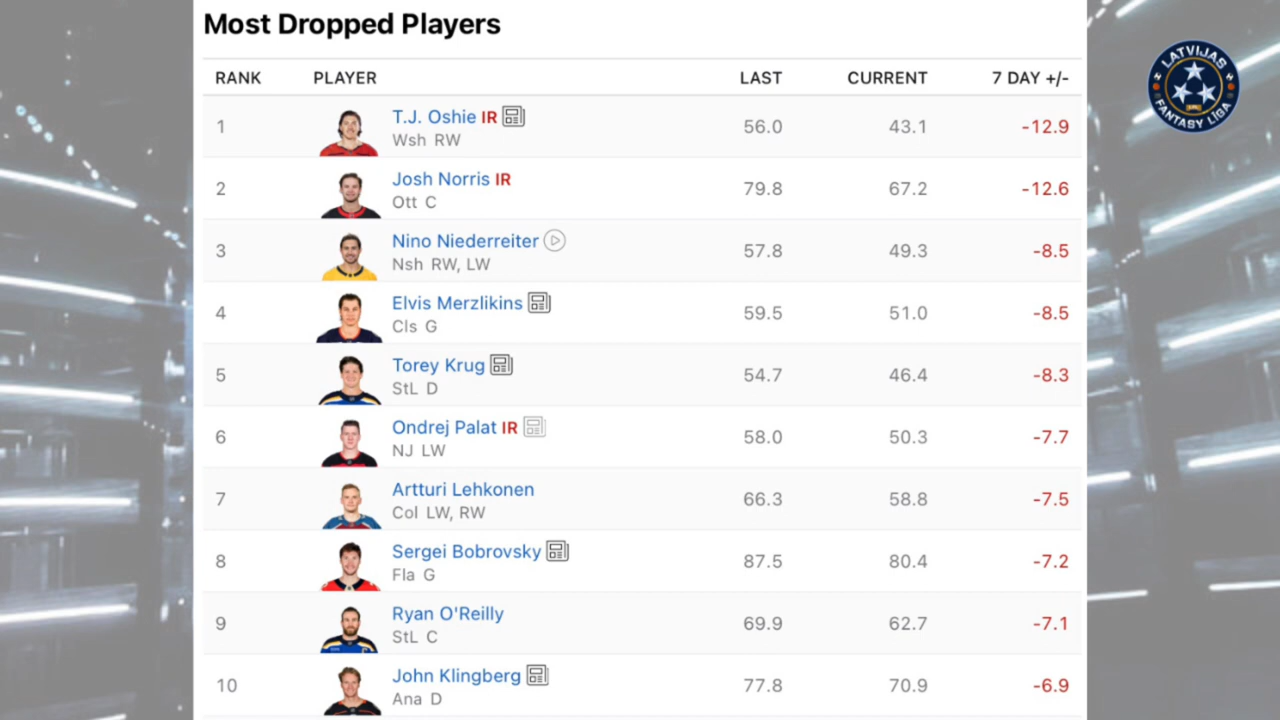 Most Dropped Players
RANK PLAYER LAST CURRENT 7 DAY +/-
1 T.J. Oshie IR 56.0 43.1 -12.9
Wsh RW
2 Josh Norris IR 79.8 67.2 -12.6
Ott C
3 Nino Niederreiter 57.8 49.3 -8.5
Nsh RW, LW
4 Elvis Merzlikins 59.5 51.0 -8.5
Cls G
5 Torey Krug 54.7 46.4 -8.3
StL D
6 Ondrej Palat IR 58.0 50.3 -7.7
NJ LW
7 Artturi Lehkonen 66.3 58.8 -7.5
Col LW, RW
8 Sergei Bobrovsky 87.5 80.4 -7.2
Fla G
9 Ryan O'Reilly 69.9 62.7 -7.1
StL C
10 John Klingberg 77.8 70.9 -6.9
Ana D
LATVIJAS
FANTASY LĪGA